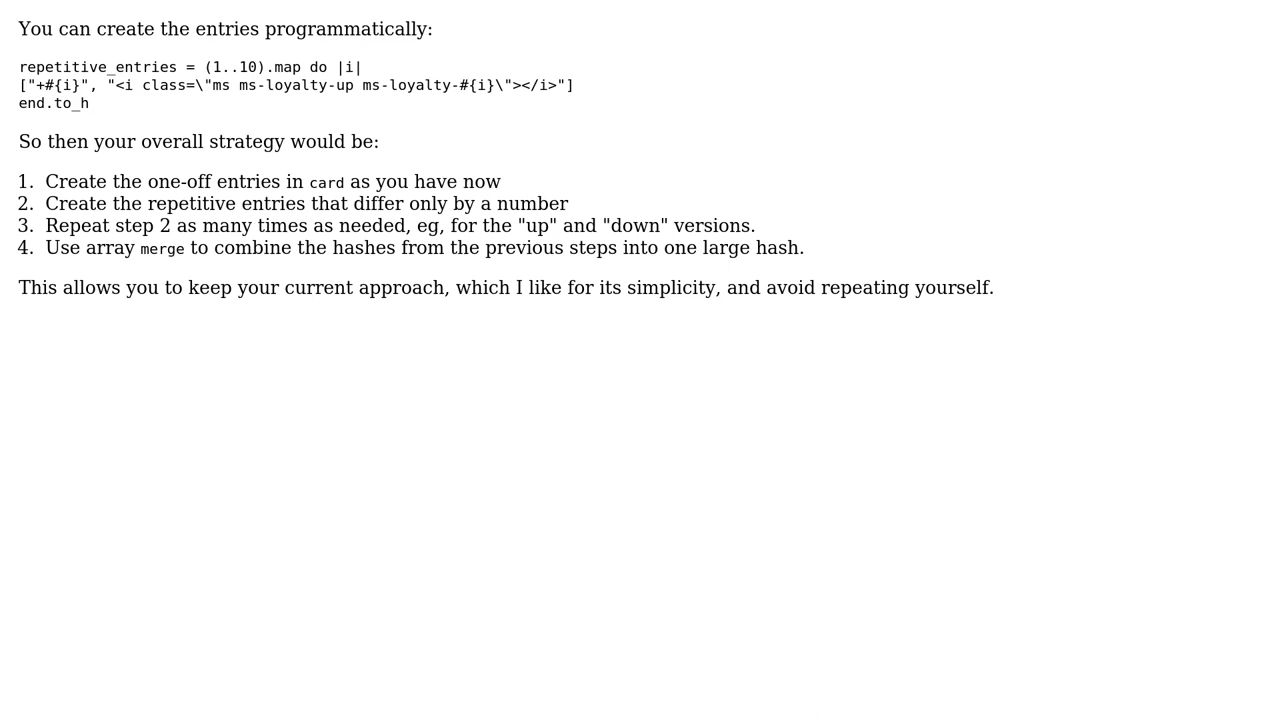 You can create the entries programmatically:
repetitive_entries = (1..10).map do |i|
["+#{i}", "<i class=\"ms ms-loyalty-up ms-loyalty-#{i}\"></i>"]
end.to_h
So then your overall strategy would be:
1. Create the one-off entries in card as you have now
2. Create the repetitive entries that differ only by a number
3. Repeat step 2 as many times as needed, eg, for the "up" and "down" versions.
4. Use array merge to combine the hashes from the previous steps into one large hash.
This allows you to keep your current approach, which I like for its simplicity, and avoid repeating yourself.